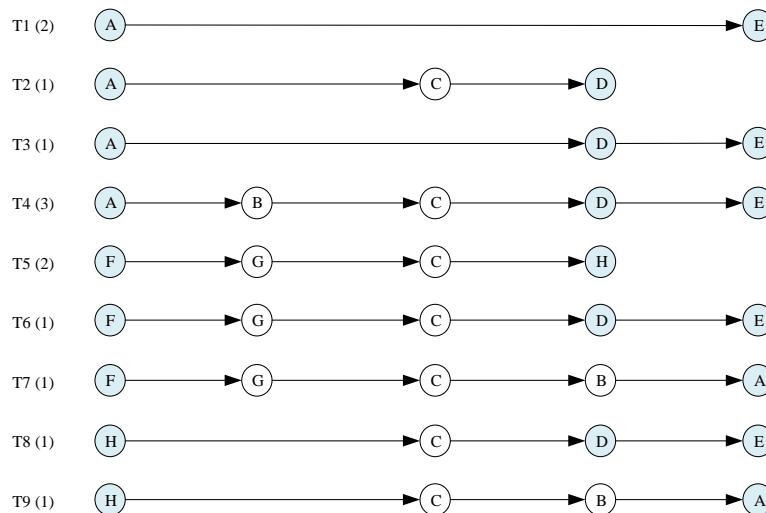 T1 (2) A E
T2 (1) A C D
T3 (1) A D E
T4 (3) A B C D E
T5 (2) F G C H
T6 (1) F G C D E
T7 (1) F G C B A
T8 (1) H C D E
T9 (1) H C B A